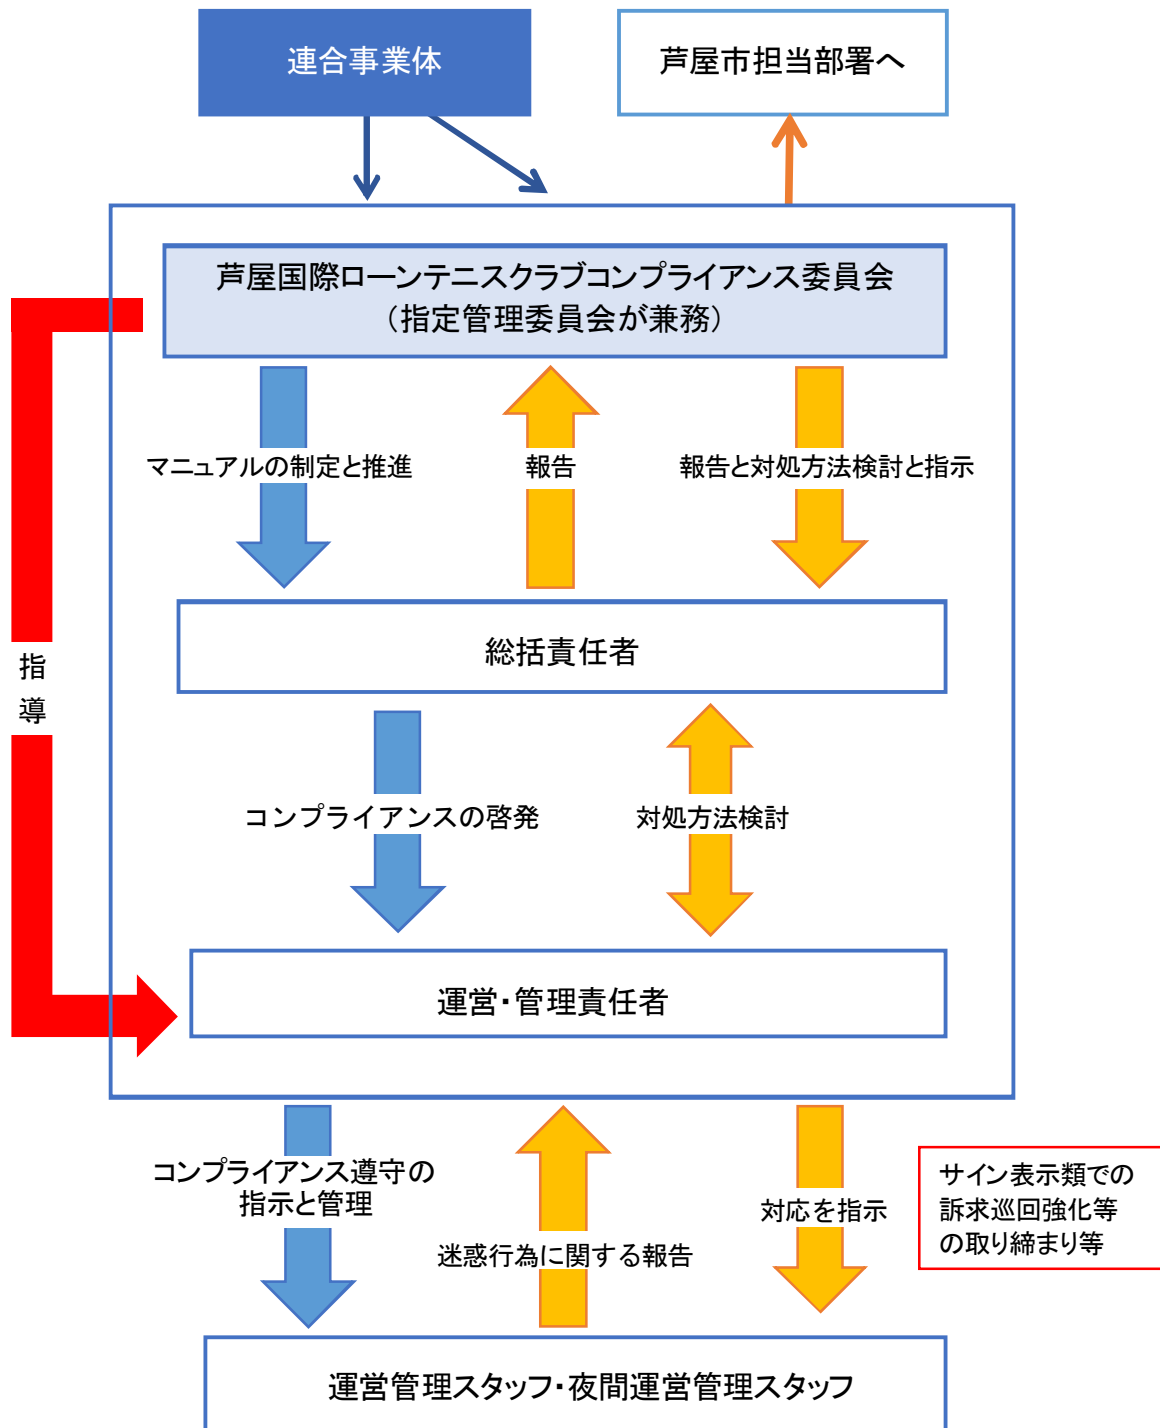 連合事業体
芦屋市担当部署へ
芦屋国際ローンテニスクラブコンプライアンス委員会
（指定管理委員会が兼務）
マニュアルの制定と推進
報告
報告と対処方法検討と指示
総括責任者
指
導
コンプライアンスの啓発
対処方法検討
運営・管理責任者
コンプライアンス遵守の
指示と管理
迷惑行為に関する報告
対応を指示
サイン表示類での
訴求巡回強化等
の取り締まり等
運営管理スタッフ・夜間運営管理スタッフ